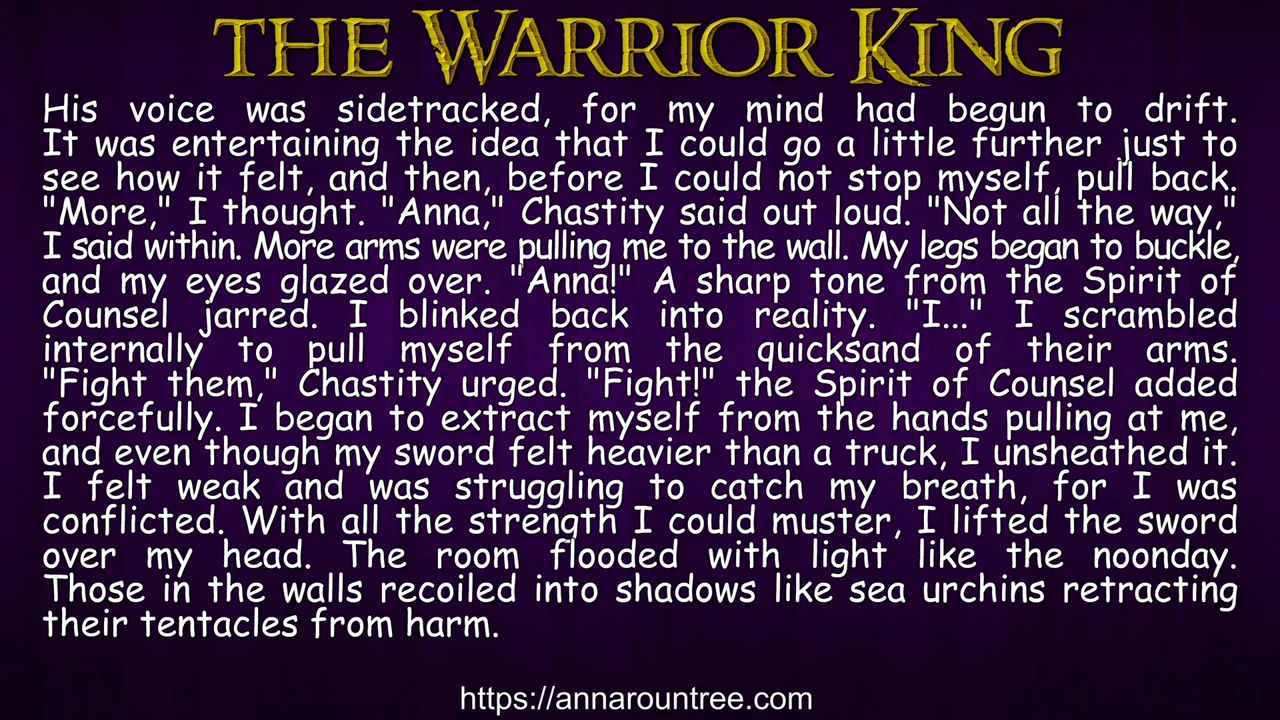 THE WARRIOR KING
His voice was sidetracked, for my mind had begun to drift.
It was entertaining the idea that I could go a little further just to
see how it felt, and then, before I could not stop myself, pull back.
"More," I thought. "Anna," Chastity said out loud. "Not all the way,"
I said within. More arms were pulling me to the wall. My legs began to buckle,
and my eyes glazed over. "Anna!" A sharp tone from the Spirit of
Counsel jarred. I blinked back into reality. "I..." I scrambled
internally to pull myself from the quicksand of their arms.
"Fight them," Chastity urged. "Fight!" the Spirit of Counsel added
forcefully. I began to extract myself from the hands pulling at me,
and even though my sword felt heavier than a truck, I unsheathed it.
I felt weak and was struggling to catch my breath, for I was
conflicted. With all the strength I could muster, I lifted the sword
over my head. The room flooded with light like the noonday.
Those in the walls recoiled into shadows like sea urchins retracting
their tentacles from harm.
https://annarountree.com